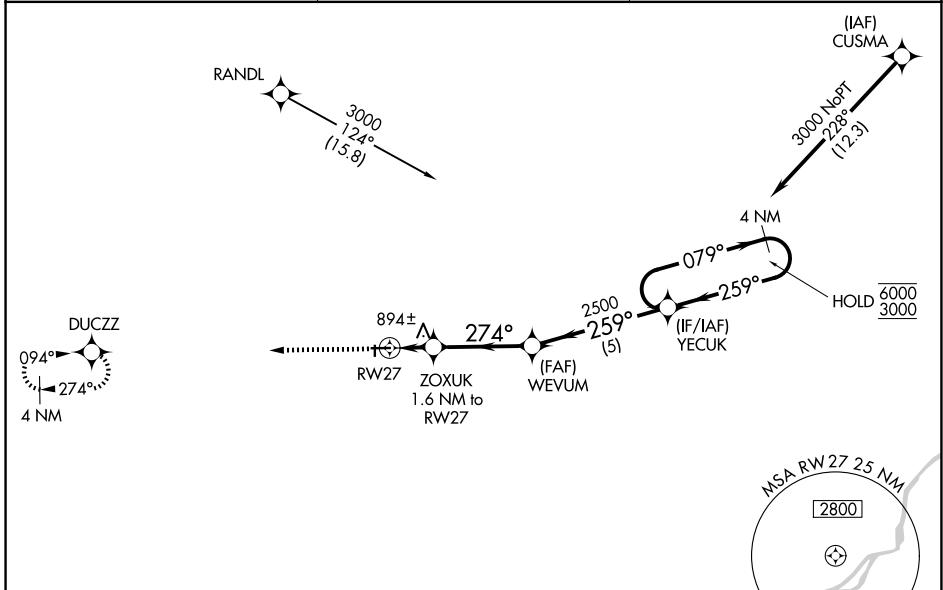 (IAF)
CUSMA
RANDL
3000
124°
(15.8)
3000 NoPT
228°
(12.3)
4 NM
079°
259°
HOLD 6000
3000
2500
259°
(5)
(IF/IAF)
YECUK
DUCZZ
094°
274°
4 NM
894±
274°
RW27
ZOXUK
1.6 NM to
RW27
(FAF)
WEVUM
MSA RW27 25 NM
2800